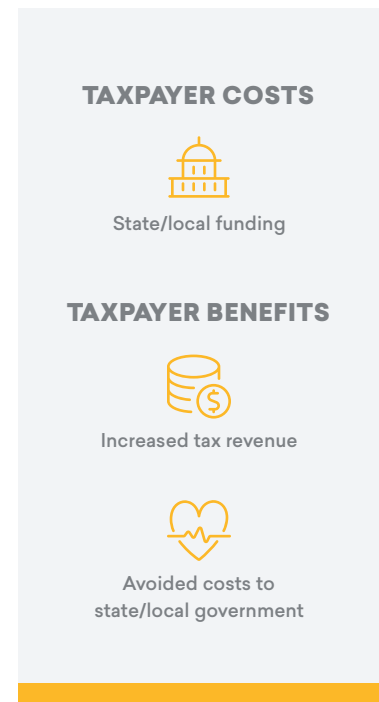 TAXPAYER COSTS
State/local funding
TAXPAYER BENEFITS
$
Increased tax revenue
Avoided costs to
state/local government